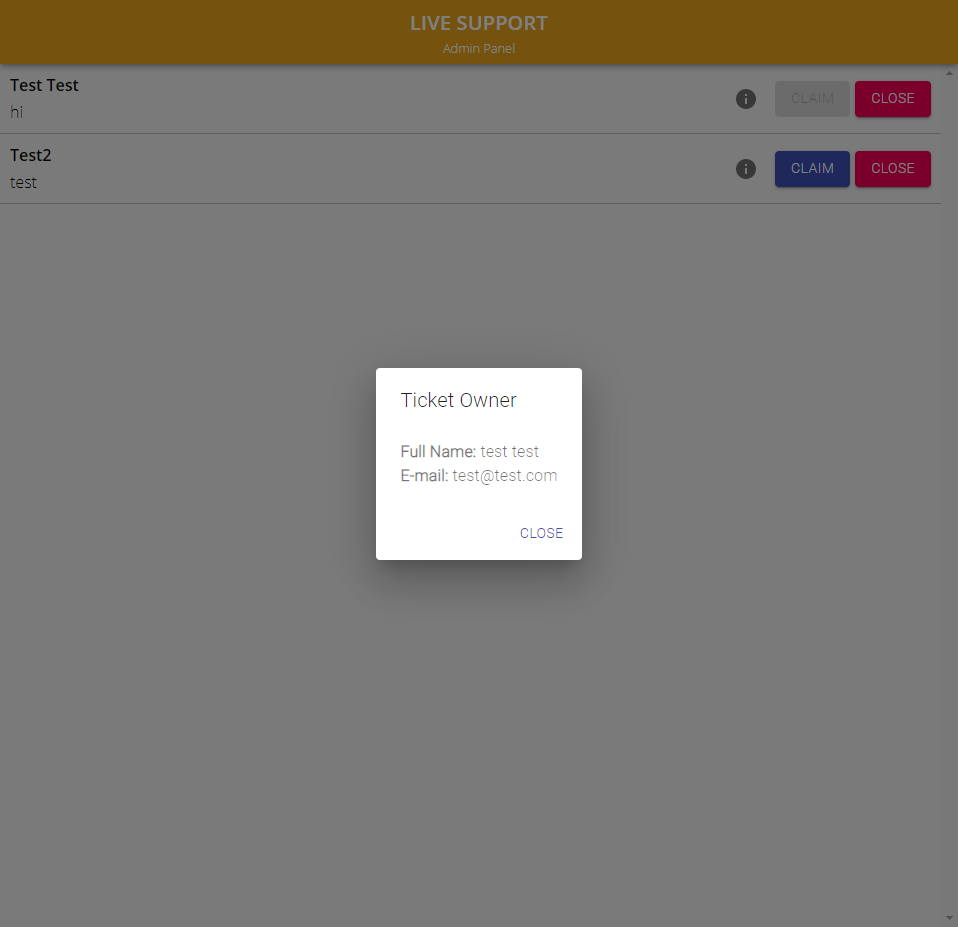 LIVE SUPPORT
Admin Panel
Test Test
hi
CLAIM CLOSE
Test2
test
CLAIM CLOSE
Ticket Owner
Full Name: test test
E-mail: test@test.com
CLOSE